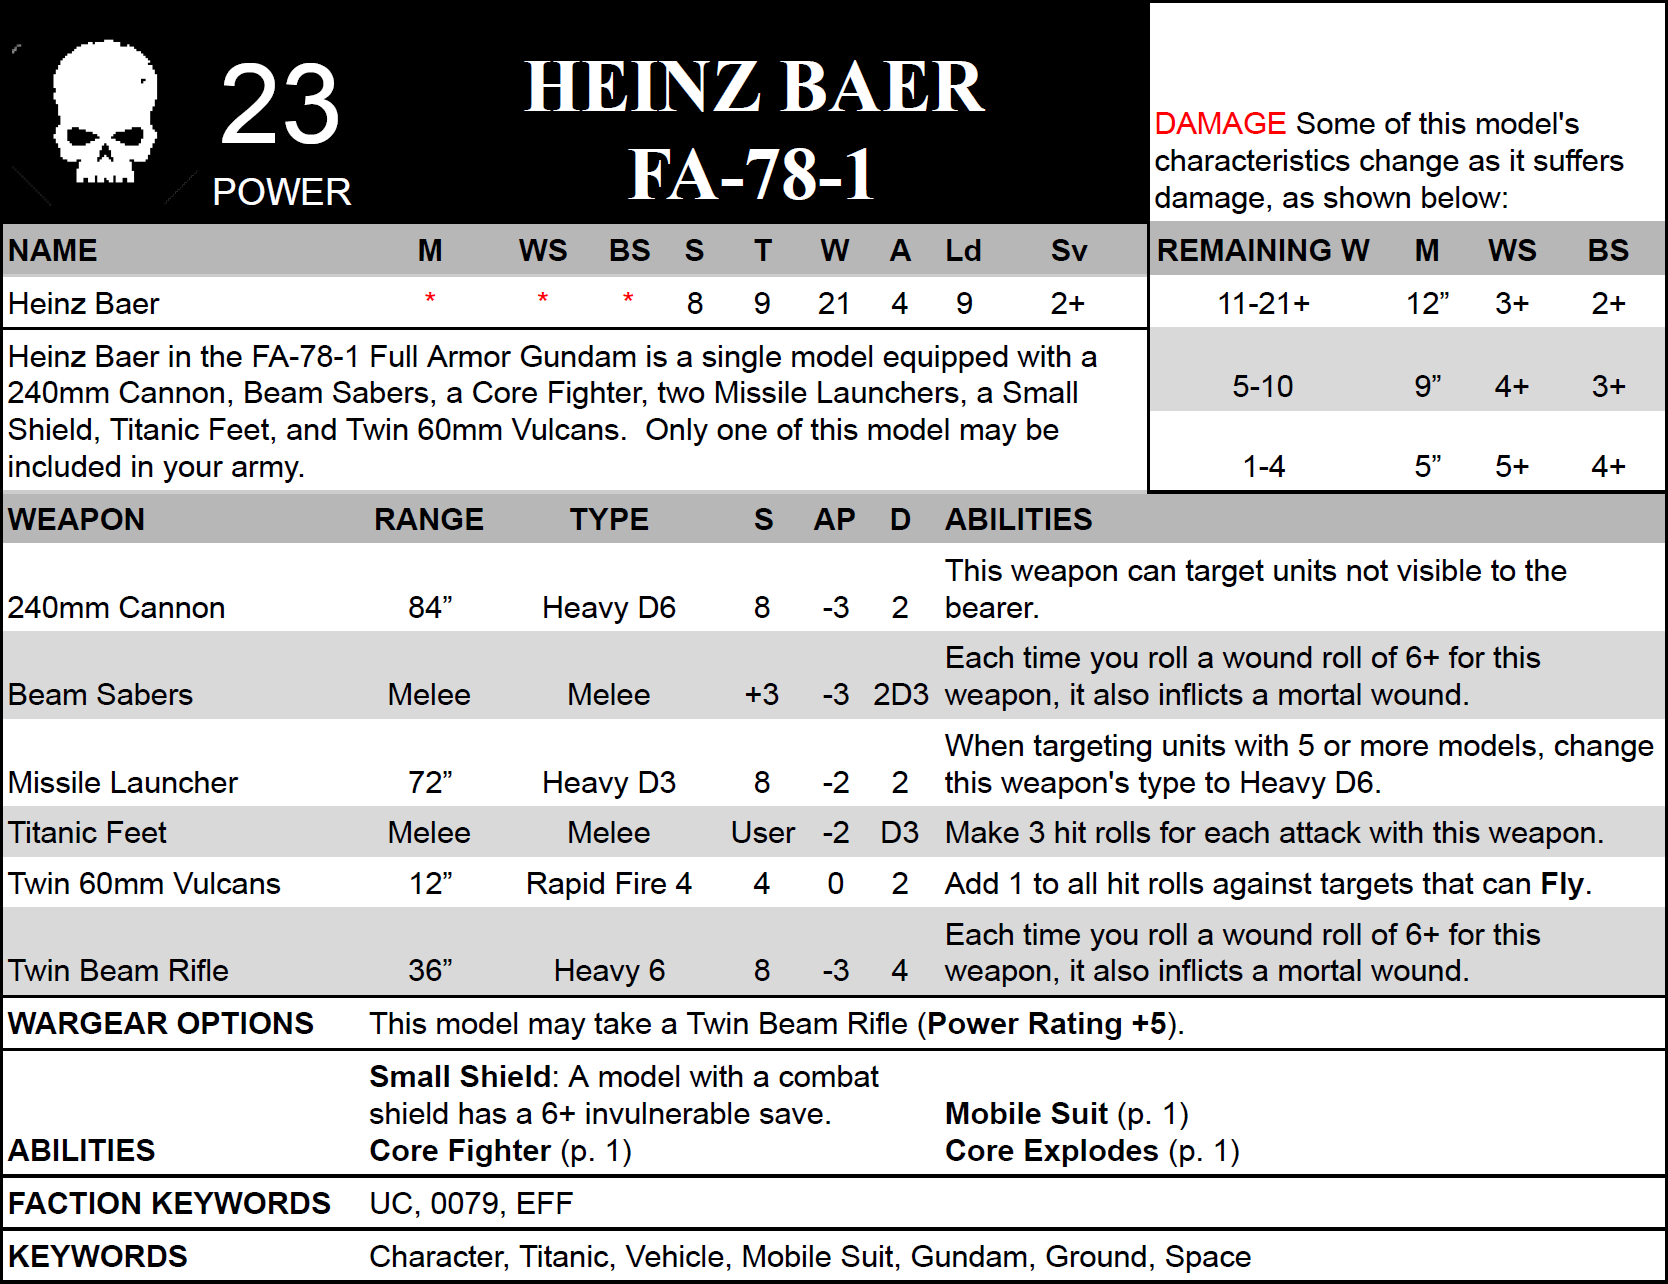 23
POWER
HEINZ BAER
FA-78-1
DAMAGE Some of this model's
characteristics change as it suffers
damage, as shown below:
NAME M WS BS S T W A Ld Sv
Heinz Baer * * * 8 9 21 4 9 2+
Heinz Baer in the FA-78-1 Full Armor Gundam is a single model equipped with a
240mm Cannon, Beam Sabers, a Core Fighter, two Missile Launchers, a Small
Shield, Titanic Feet, and Twin 60mm Vulcans.  Only one of this model may be
included in your army.
REMAINING W M WS BS
11-21+ 12” 3+ 2+
5-10 9” 4+ 3+
1-4 5” 5+ 4+
WEAPON RANGE TYPE S AP D ABILITIES
This weapon can target units not visible to the
240mm Cannon 84” Heavy D6 8 -3 2 bearer.
Each time you roll a wound roll of 6+ for this
Beam Sabers Melee Melee +3 -3 2D3 weapon, it also inflicts a mortal wound.
When targeting units with 5 or more models, change
Missile Launcher 72” Heavy D3 8 -2 2 this weapon's type to Heavy D6.
Titanic Feet Melee Melee User -2 D3 Make 3 hit rolls for each attack with this weapon.
Twin 60mm Vulcans 12” Rapid Fire 4 4 0 2 Add 1 to all hit rolls against targets that can Fly.
Each time you roll a wound roll of 6+ for this
Twin Beam Rifle 36” Heavy 6 8 -3 4 weapon, it also inflicts a mortal wound.
WARGEAR OPTIONS This model may take a Twin Beam Rifle (Power Rating +5).
Small Shield: A model with a combat
shield has a 6+ invulnerable save. Mobile Suit (p. 1)
ABILITIES Core Fighter (p. 1) Core Explodes (p. 1)
FACTION KEYWORDS UC, 0079, EFF
KEYWORDS Character, Titanic, Vehicle, Mobile Suit, Gundam, Ground, Space